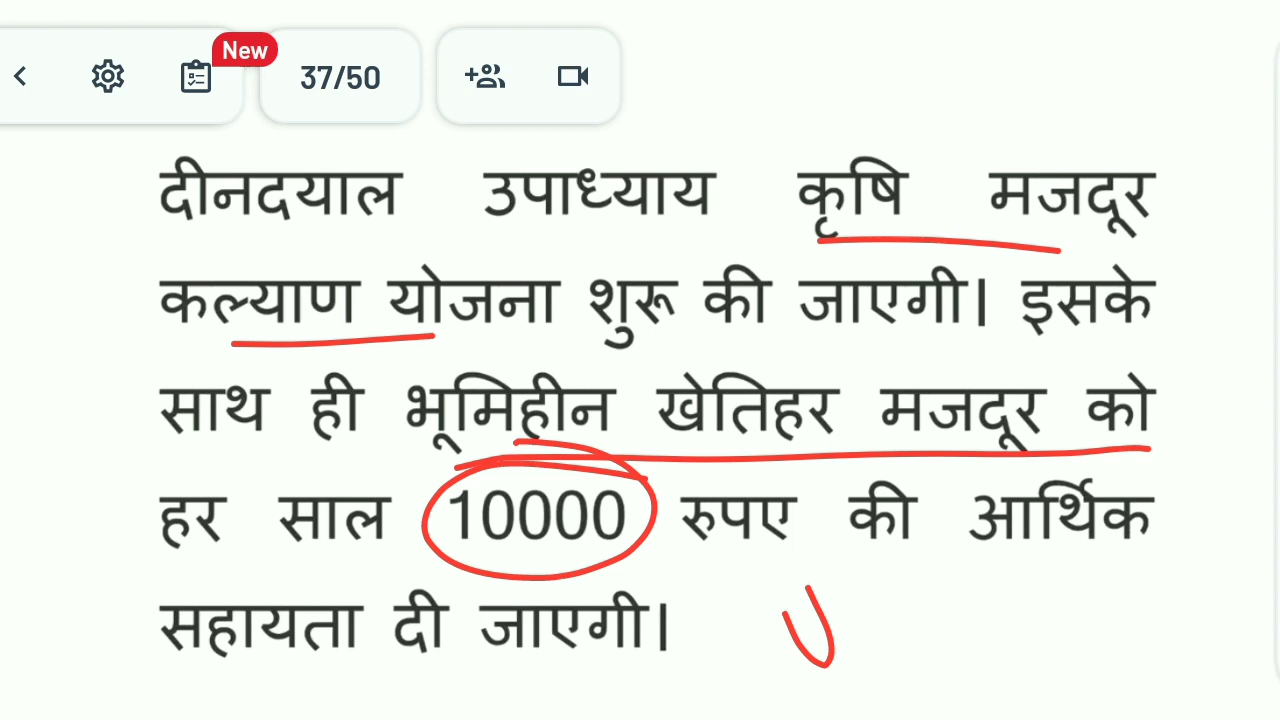 New
37/50
दीनदयाल उपाध्याय कृषि मजदूर
कल्याण योजना शुरू की जाएगी। इसके
साथ ही भूमिहीन खेतिहर मजदूर को
हर साल 10000 रुपए की आर्थिक
सहायता दी जाएगी।